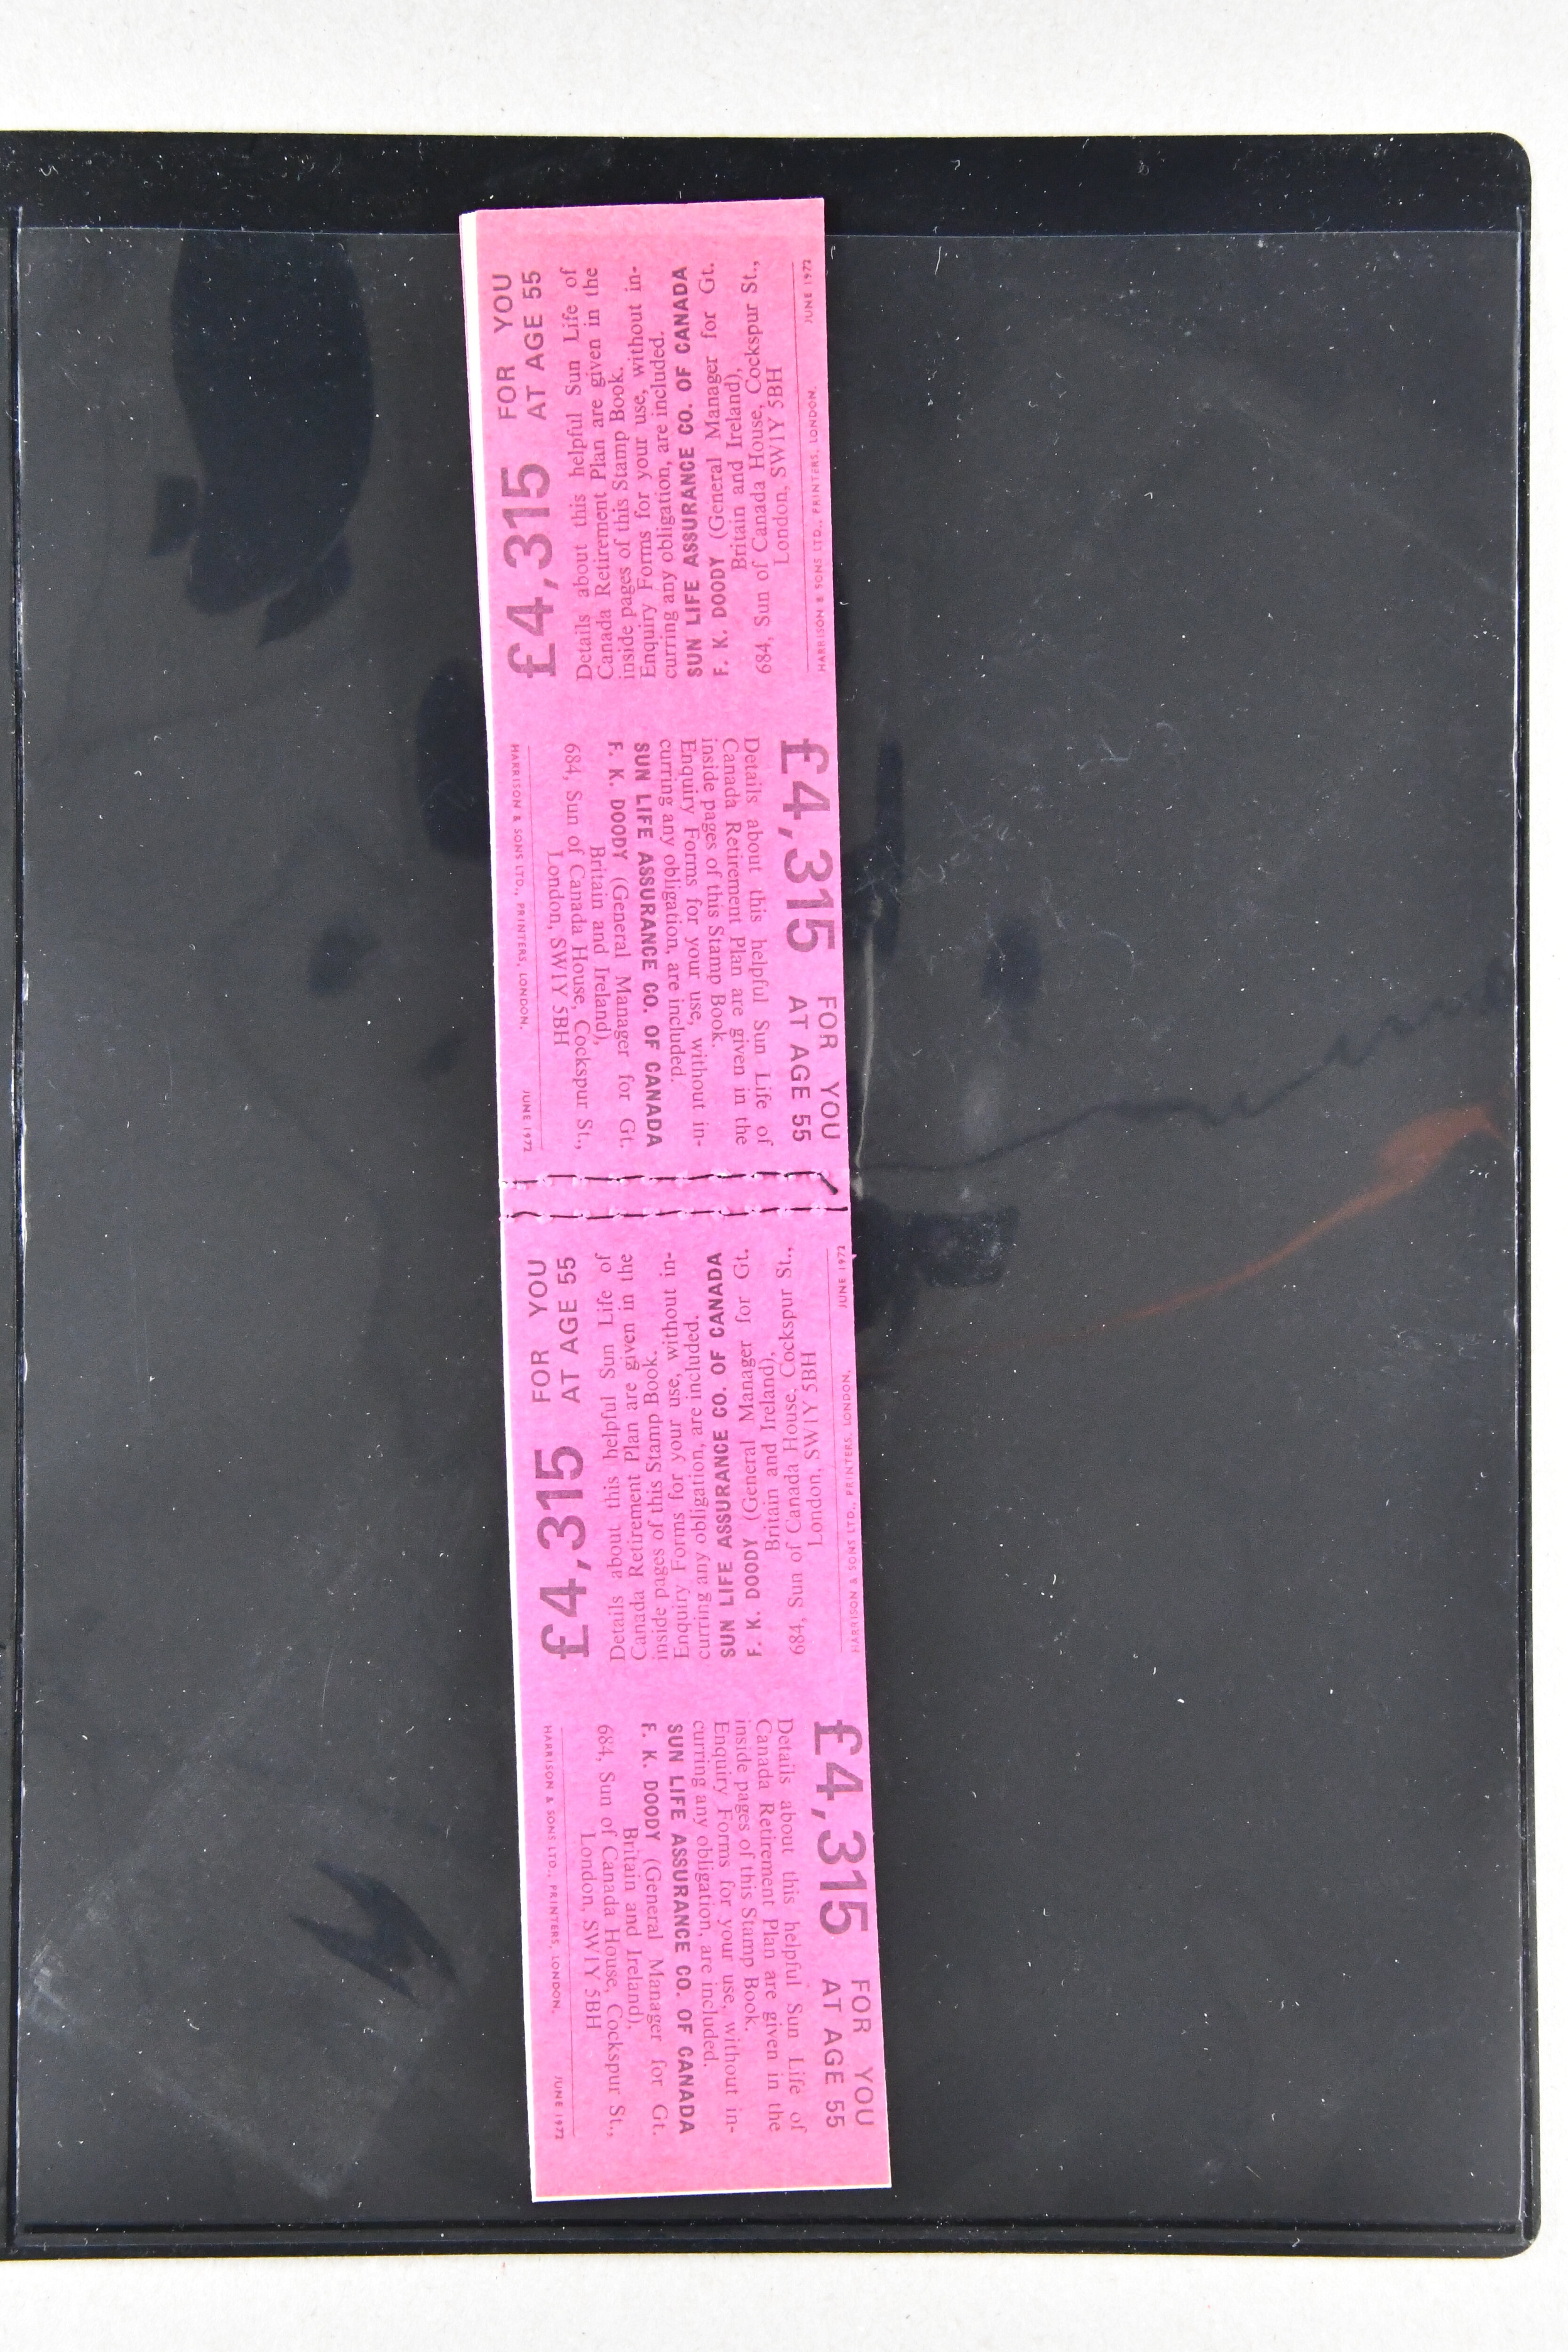 £4,315 FOR YOU
AT AGE 55
Details about this helpful Sun Life of
Canada Retirement Plan are given in the
inside pages of this Stamp Book.
Enquiry Forms for your use, without in-
curring any obligation, are included.
SUN LIFE ASSURANCE CO. OF CANADA
F. K. DOODY (General Manager for Gt.
Britain and Ireland),
684, Sun of Canada House, Cockspur St.,
London, SW1Y 5BH
HARRISON & SONS LTD., PRINTERS, LONDON. JUNE 1972
£4,315 FOR YOU
AT AGE 55
Details about this helpful Sun Life of
Canada Retirement Plan are given in the
inside pages of this Stamp Book.
Enquiry Forms for your use, without in-
curring any obligation, are included.
SUN LIFE ASSURANCE CO. OF CANADA
F. K. DOODY (General Manager for Gt.
Britain and Ireland),
684, Sun of Canada House, Cockspur St.,
London, SW1Y 5BH
HARRISON & SONS LTD., PRINTERS, LONDON. JUNE 1972
£4,315 FOR YOU
AT AGE 55
Details about this helpful Sun Life of
Canada Retirement Plan are given in the
inside pages of this Stamp Book.
Enquiry Forms for your use, without in-
curring any obligation, are included.
SUN LIFE ASSURANCE CO. OF CANADA
F. K. DOODY (General Manager for Gt.
Britain and Ireland),
684, Sun of Canada House, Cockspur St.,
London, SW1Y 5BH
HARRISON & SONS LTD., PRINTERS, LONDON. JUNE 1972
£4,315 FOR YOU
AT AGE 55
Details about this helpful Sun Life of
Canada Retirement Plan are given in the
inside pages of this Stamp Book.
Enquiry Forms for your use, without in-
curring any obligation, are included.
SUN LIFE ASSURANCE CO. OF CANADA
F. K. DOODY (General Manager for Gt.
Britain and Ireland),
684, Sun of Canada House, Cockspur St.,
London, SW1Y 5BH
HARRISON & SONS LTD., PRINTERS, LONDON. JUNE 1972